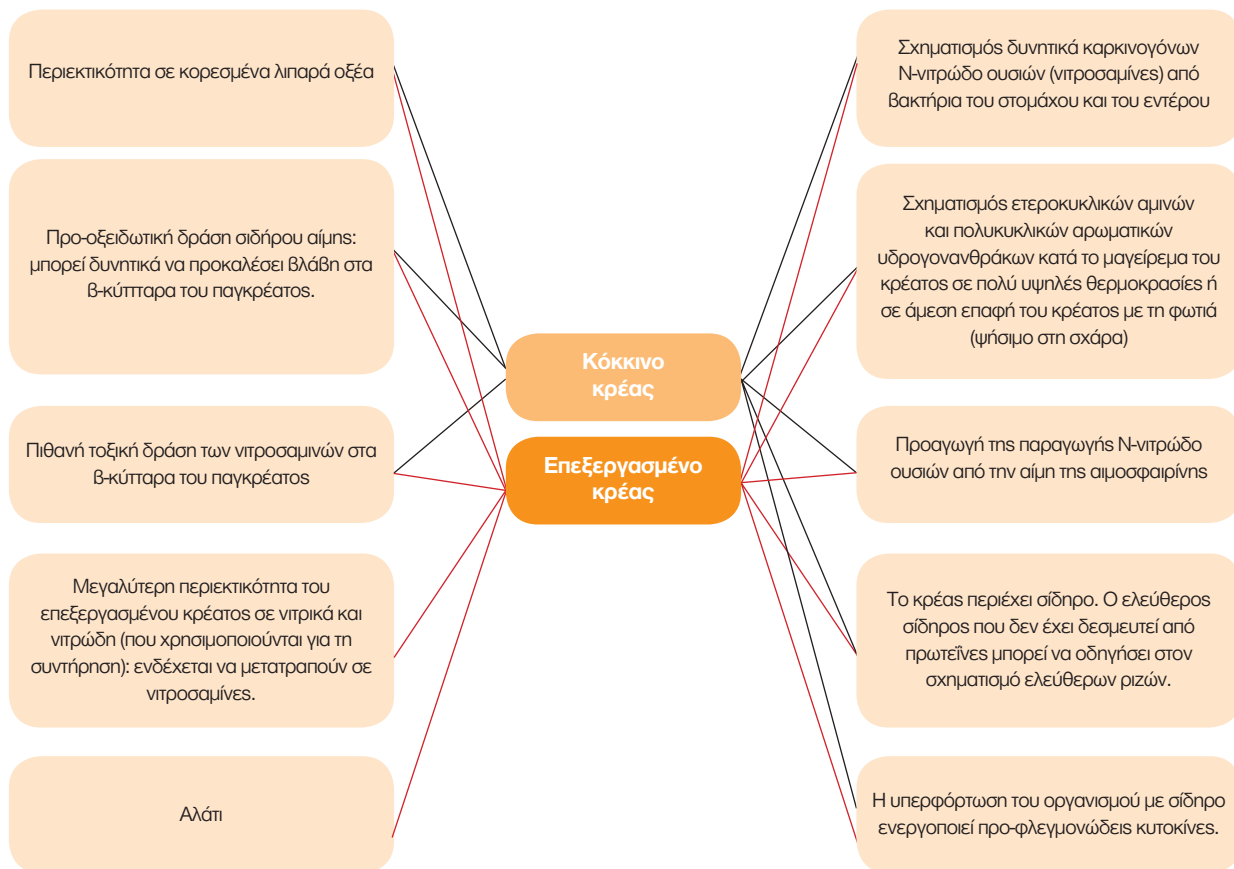 Περιεκτικότητα σε κορεσμένα λιπαρά οξέα
Προ-οξειδωτική δράση σιδήρου αίμης:
μπορεί δυνητικά να προκαλέσει βλάβη στα
β-κύπτταρα του παγκρέατος.
Πιθανή τοξική δράση των νιτροσαμινών στα
β-κύτταρα του παγκρέατος
Μεγαλύτερη περιεκτικότητα του
επεξεργασμένου κρέατος σε νιτρικά και
νιτρώδη (που χρησιμοποιούνται για τη
συντήρηση): ενδέχεται να μετατραπούν σε
νιτροσαμίνες.
Αλάτι
Κόκκινο
κρέας
Επεξεργασμένο
κρέας
Σχηματισμός δυνητικά καρκινογόνων
Ν-νιτρώδο ουσιών (νιτροσαμίνες) από
βακτήρια του στομάχου και του εντέρου
Σχηματισμός ετεροκυκλικών αμινών
και πολυκυκλικών αρωματικών
υδρογονανθράκων κατά το μαγείρεμα του
κρέατος σε πολύ υψηλές θερμοκρασίες ή
σε άμεση επαφή του κρέατος με τη φωτιά
(ψήσιμο στη σχάρα)
Προαγωγή της παραγωγής Ν-νιτρώδο
ουσιών από την αίμη της αιμοσφαιρίνης
Το κρέας περιέχει σίδηρο. Ο ελεύθερος
σίδηρος που δεν έχει δεσμευτεί από
πρωτεΐνες μπορεί να οδηγήσει στον
σχηματισμό ελεύθερων ριζών.
Η υπερφόρτωση του οργανισμού με σίδηρο
ενεργοποιεί προ-φλεγμονώδεις κυτοκίνες.